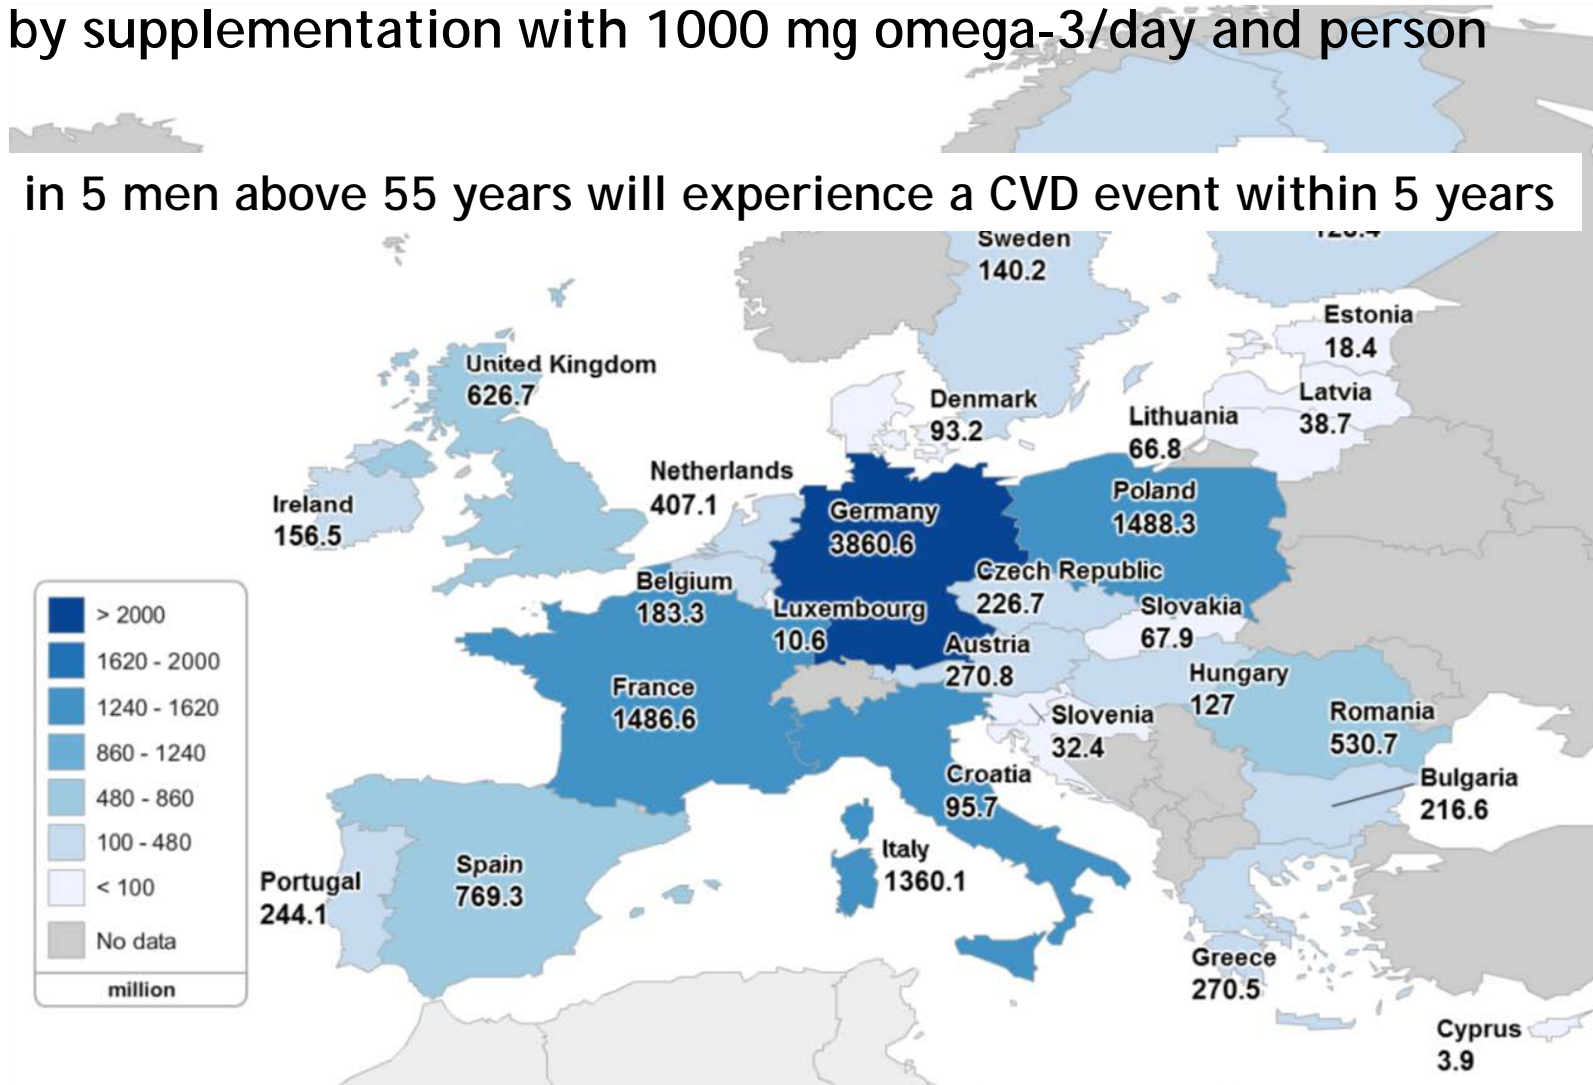 by supplementation with 1000 mg omega-3/day and person
in 5 men above 55 years will experience a CVD event within 5 years
Sweden
140.2
Estonia
18.4
United Kingdom
626.7
Latvia
38.7
Denmark
93.2
Lithuania
66.8
Netherlands
407.1
Poland
1488.3
Ireland
156.5
Germany
3860.6
Czech Republic
226.7
Belgium
183.3
Luxembourg
10.6
Slovakia
67.9
Austria
270.8
France
1486.6
Hungary
127
Slovenia
32.4
Romania
530.7
Croatia
95.7
Bulgaria
216.6
Italy
1360.1
Spain
769.3
Portugal
244.1
Greece
270.5
Cyprus
3.9
> 2000
1620 - 2000
1240 - 1620
860 - 1240
480 - 860
100 - 480
< 100
No data
million